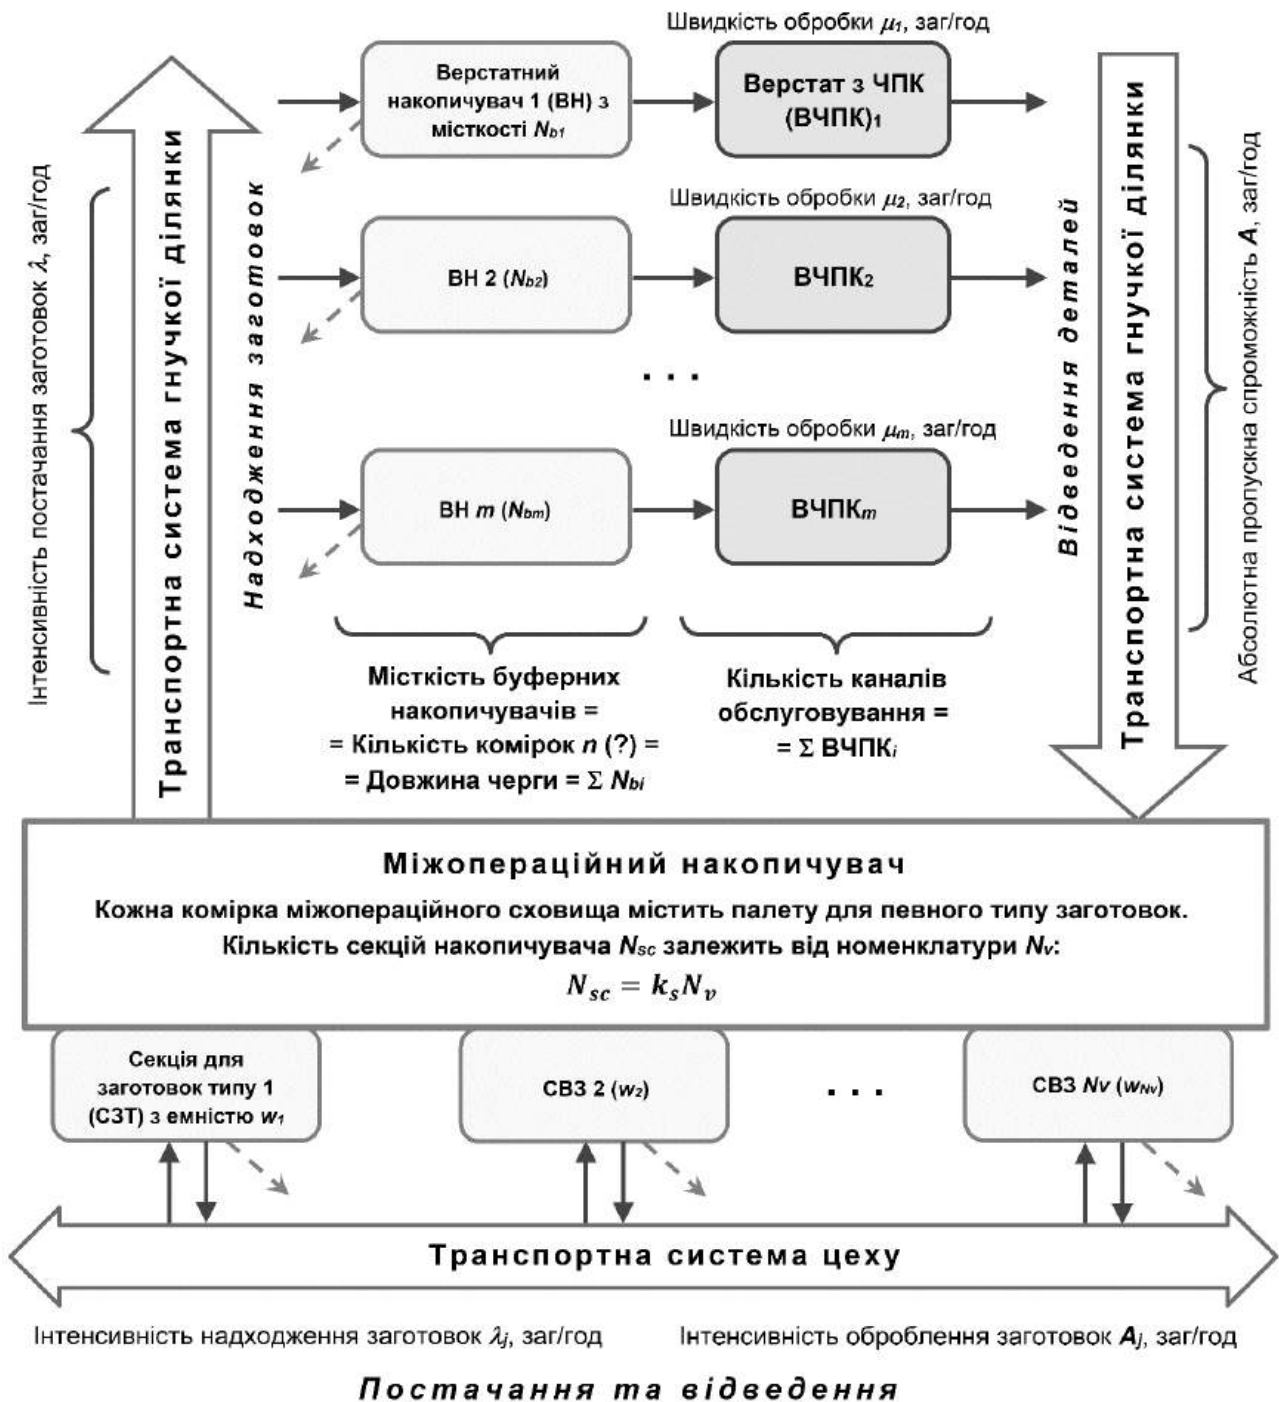 Швидкість обробки μ1, заг/год
Верстатний
накопичувач 1 (ВН) з
місткості Nb1
Верстат з ЧПК
(ВЧПК)1
Швидкість обробки μ2, заг/год
ВН 2 (Nb2)
ВЧПК2
. . .
Швидкість обробки μm, заг/год
ВН m (Nbm)
ВЧПКm
Інтенсивність постачання заготовок λ, заг/год
Транспортна система гнучкої ділянки
Надходження заготовок
Відведення деталей
Транспортна система гнучкої ділянки
Абсолютна пропускна спроможність A, заг/год
Місткість буферних
накопичувачів =
= Кількість комірок n (?) =
= Довжина черги = Σ Nbi
Кількість каналів
обслуговування =
= Σ ВЧПКi
Міжопераційний накопичувач
Кожна комірка міжопераційного сховища містить палету для певного типу заготовок.
Кількість секцій накопичувача Nsc залежить від номенклатури Nv:
Nsc = ksNv
Секція для
заготовок типу 1
(СЗТ) з емністю w1
СВЗ 2 (w2)
. . .
СВЗ Nv (wNv)
Транспортна система цеху
Інтенсивність надходження заготовок λj, заг/год
Інтенсивність оброблення заготовок Aj, заг/год
Постачання та відведення